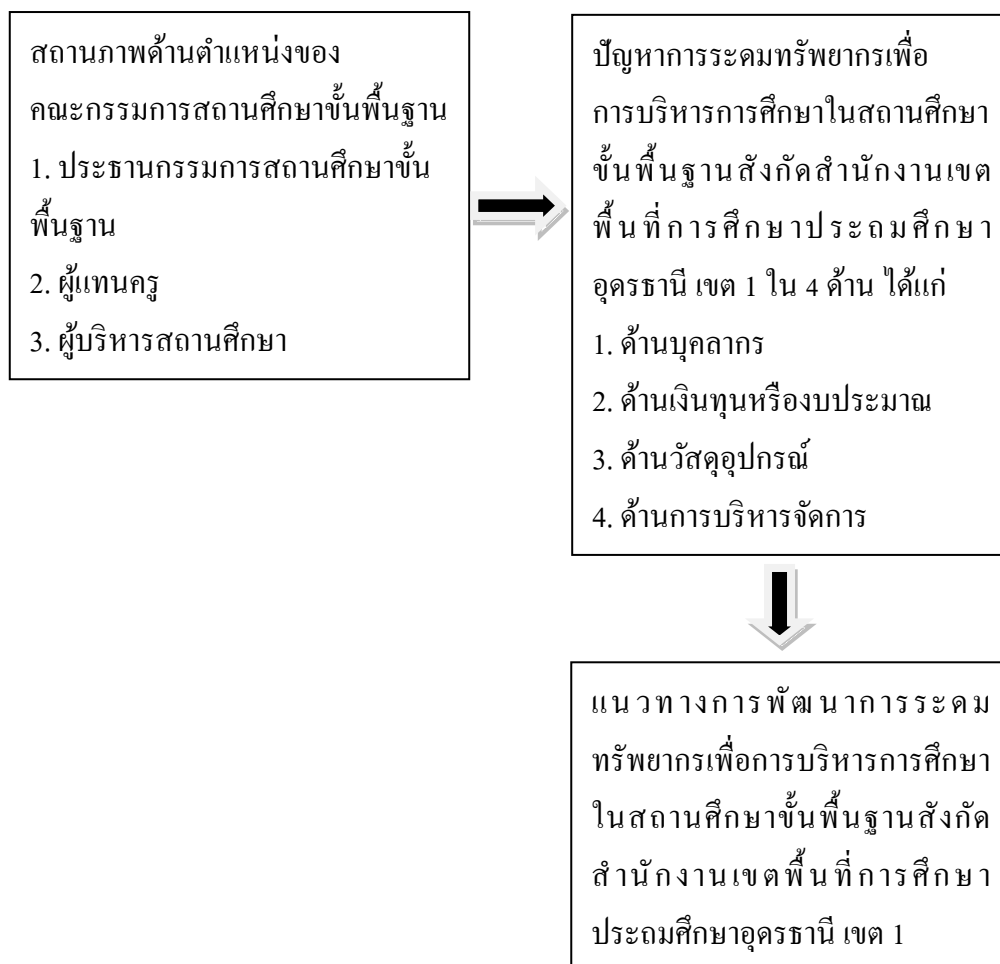 สถานภาพด้านตำแหน่งของ
คณะกรรมการสถานศึกษาขั้นพื้นฐาน
1. ประธานกรรมการสถานศึกษาขั้น
พื้นฐาน
2. ผู้แทนครู
3. ผู้บริหารสถานศึกษา
ปัญหาการระดมทรัพยากรเพื่อ
การบริหารการศึกษาในสถานศึกษา
ขั้นพื้นฐานสังกัดสำนักงานเขต
พื้นที่การศึกษาประถมศึกษา
อุดรธานี เขต 1 ใน 4 ด้าน ได้แก่
1. ด้านบุคลากร
2. ด้านเงินทุนหรืองบประมาณ
3. ด้านวัสดุอุปกรณ์
4. ด้านการบริหารจัดการ
แนวทางการพัฒนาการระดม
ทรัพยากรเพื่อการบริหารการศึกษา
ในสถานศึกษาขั้นพื้นฐานสังกัด
สำนักงานเขตพื้นที่การศึกษา
ประถมศึกษาอุดรธานี เขต 1